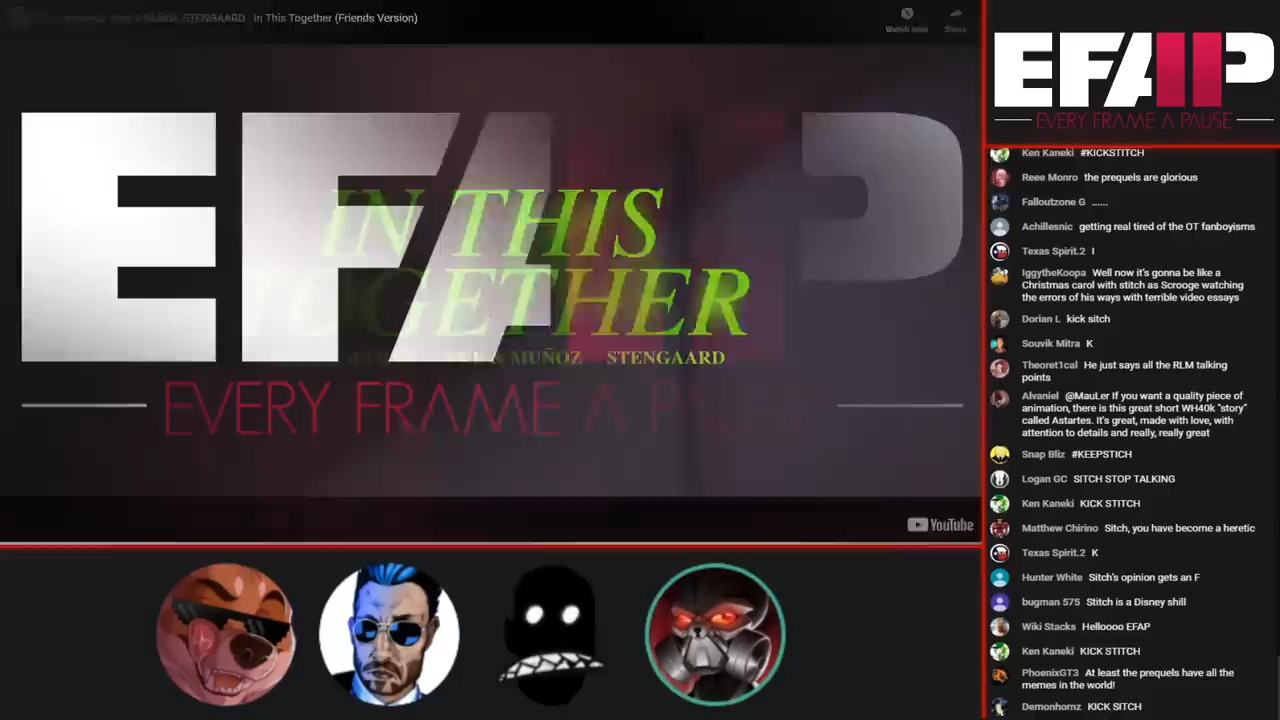 MUÑOZ, STENGAARD In This Together (Friends Version)
Watch later
Share
EFAP
IN THIS
TOGETHER
& MUÑOZ STENGAARD
EVERY FRAME A PAUSE
YouTube
EFAP
EVERY FRAME A PAUSE
Ken Kaneki #KICKSTITCH
Reee Monro the prequels are glorious
Falloutzone G ......
Achillesnic getting real tired of the OT fanboyisms
Texas Spirit.2 I
IggytheKoopa Well now it's gonna be like a
Christmas carol with stitch as Scrooge watching
the errors of his ways with terrible video essays
Dorian L kick sitch
Souvik Mitra K
Theoret1cal He just says all the RLM talking
points
Alvaniel @MauLer If you want a quality piece of
animation, there is this great short WH40k "story"
called Astartes. It's great, made with love, with
attention to details and really, really great
Snap Bliz #KEEPSTICH
Logan GC SITCH STOP TALKING
Ken Kaneki KICK STITCH
Matthew Chirino Sitch, you have become a heretic
Texas Spirit.2 K
Hunter White Sitch's opinion gets an F
bugman 575 Stitch is a Disney shill
Wiki Stacks Helloooo EFAP
Ken Kaneki KICK STITCH
PhoenixGT3 At least the prequels have all the
memes in the world!
Demonhornz KICK SITCH